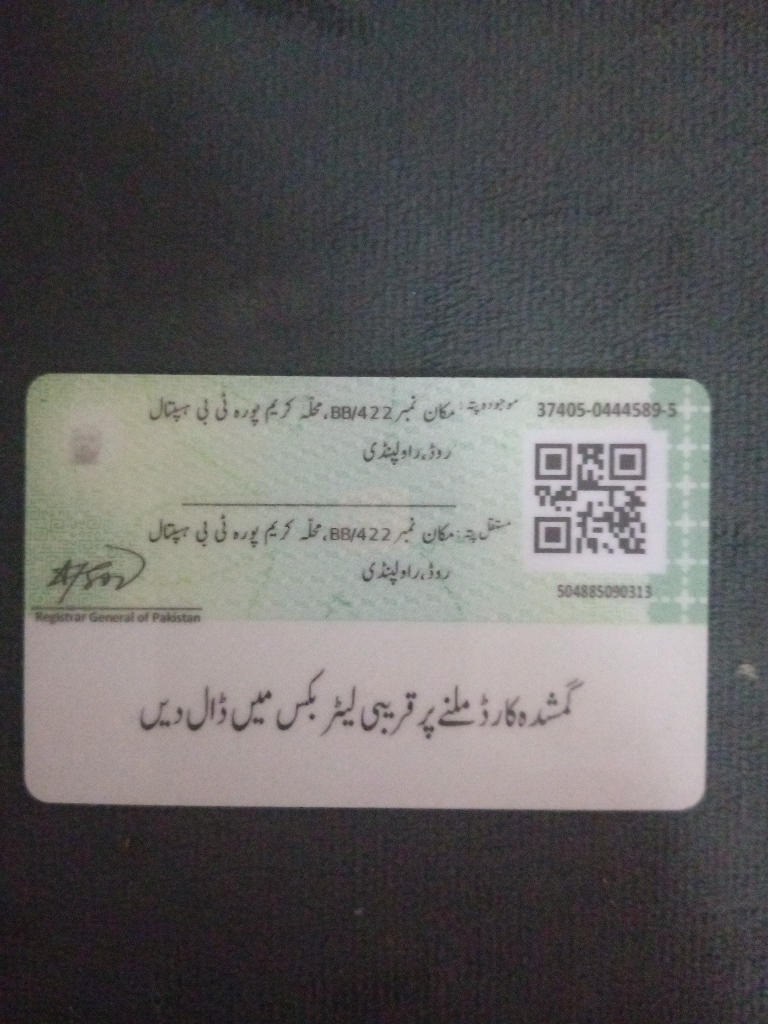 37405-0444589-5
موجودہ پتہ: مکان نمبر BB/422، محلّہ کریم پورہ ٹی بی ہسپتال
روڈ، راولپنڈی
مستقل پتہ: مکان نمبر BB/422، محلّہ کریم پورہ ٹی بی ہسپتال
روڈ، راولپنڈی
504885090313
Registrar General of Pakistan
گمشدہ کارڈ ملنے پر قریبی لیٹر بکس میں ڈال دیں